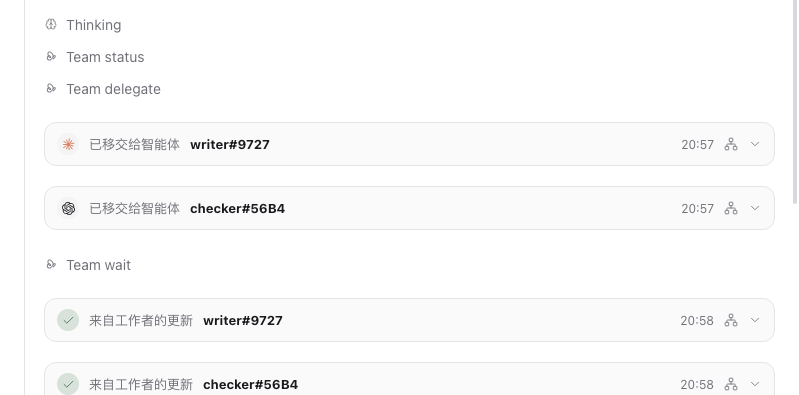 Thinking
Team status
Team delegate
已移交给智能体 writer#9727 20:57
已移交给智能体 checker#56B4 20:57
Team wait
来自工作者的更新 writer#9727 20:58
来自工作者的更新 checker#56B4 20:58